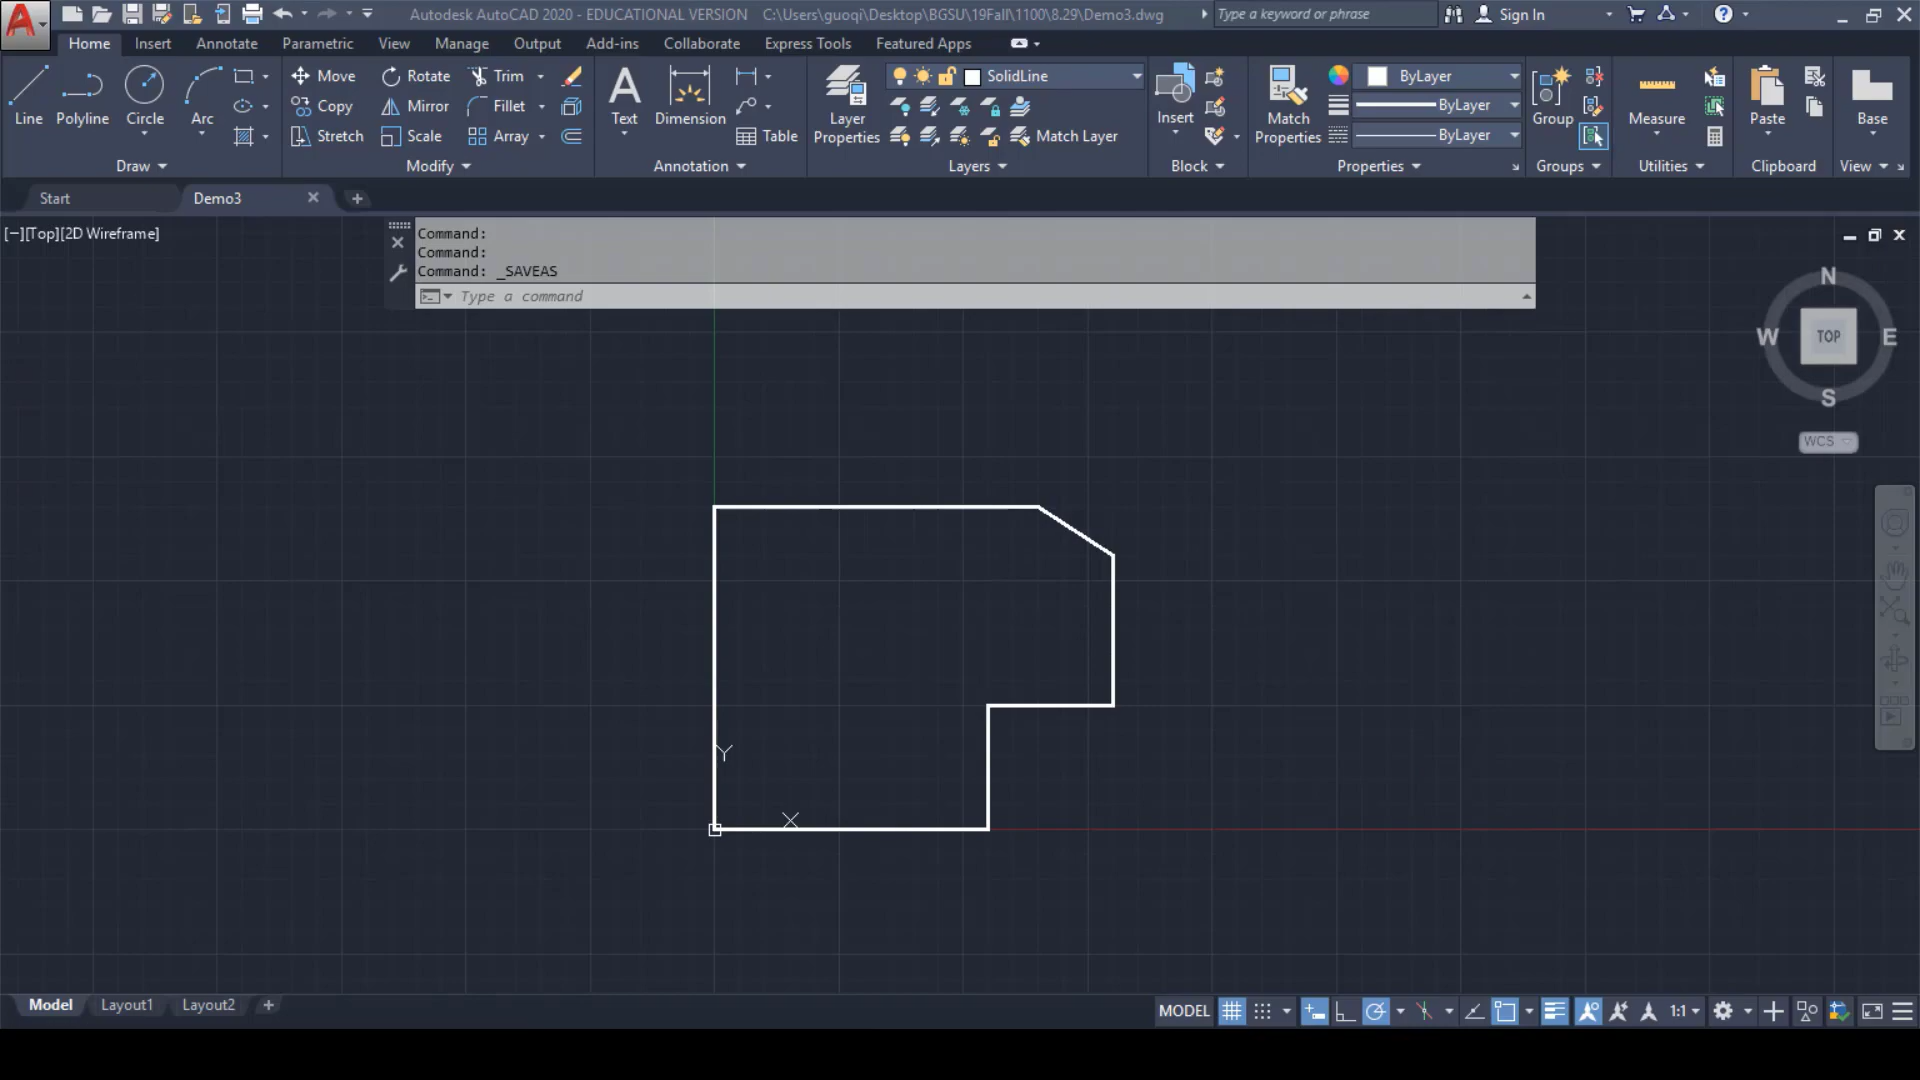 Autodesk AutoCAD 2020 - EDUCATIONAL VERSION C:\Users\guoqi\Desktop\BGSU\19Fall\1100\8.29\Demo3.dwg Type a keyword or phrase Sign In
Home Insert Annotate Parametric View Manage Output Add-ins Collaborate Express Tools Featured Apps
Line Polyline Circle Arc
Move Rotate Trim
Copy Mirror Fillet
Stretch Scale Array
Text Dimension Table
Layer Properties
SolidLine
Match Layer
Insert
Match Properties
ByLayer
ByLayer
ByLayer
Group Measure Paste Base
Draw Modify Annotation Layers Block Properties Groups Utilities Clipboard View
Start Demo3
[−][Top][2D Wireframe]
Command:
Command:
Command: _SAVEAS
Type a command
N
W TOP E
S
WCS
Y
X
Model Layout1 Layout2
MODEL 1:1